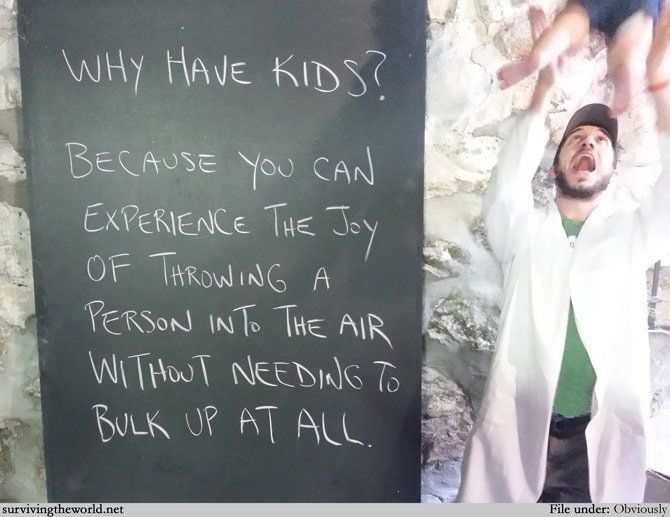 WHY HAVE KIDS?
BECAUSE YOU CAN
EXPERIENCE THE JOY
OF THROWING A
PERSON INTO THE AIR
WITHOUT NEEDING TO
BULK UP AT ALL.
survivingtheworld.net
File under: Obviously